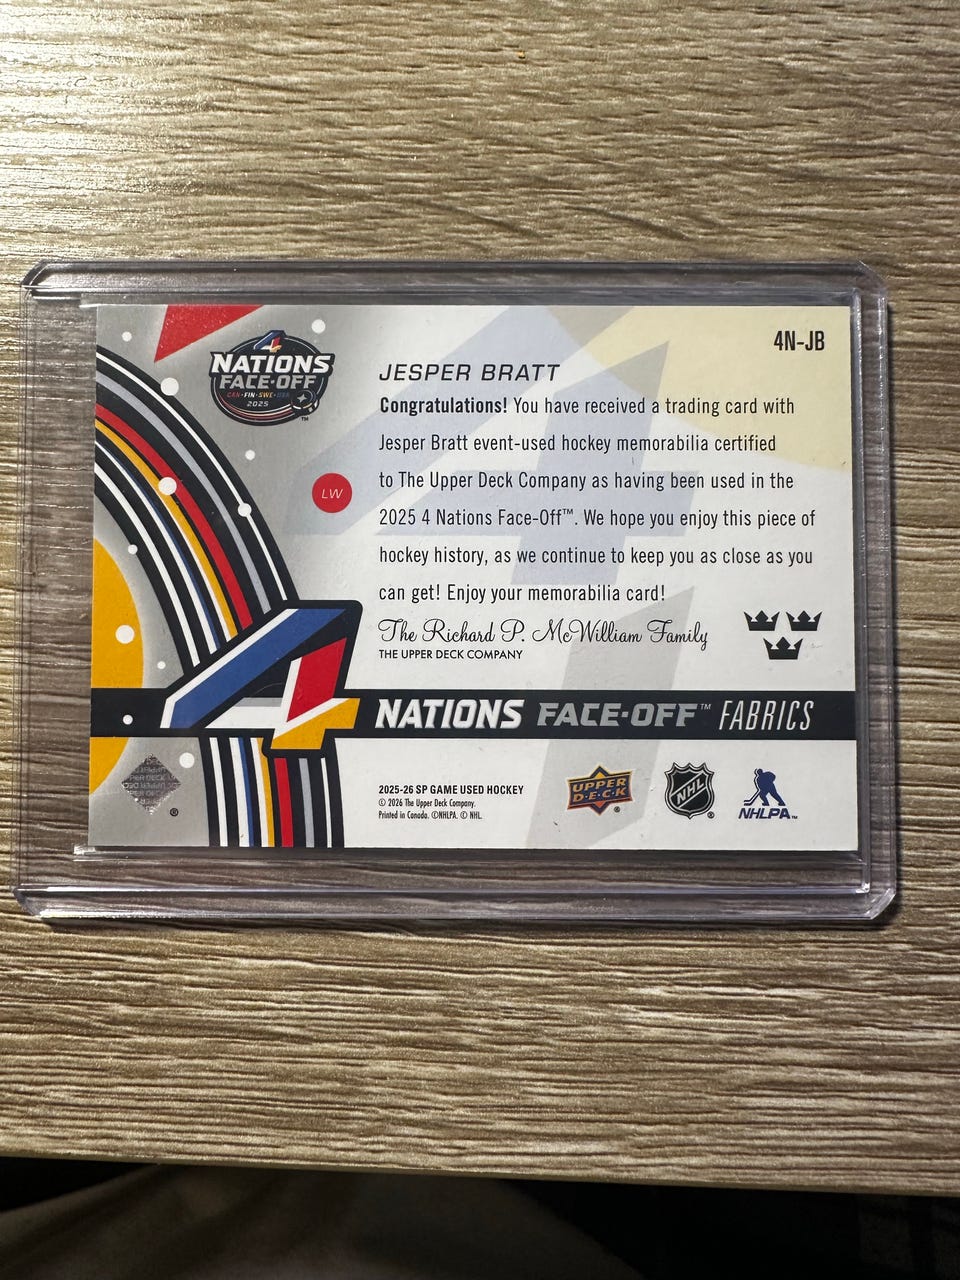 4N-JB
NATIONS
FACE·OFF
CAN·FIN·SWE·USA
2025
TM
JESPER BRATT
Congratulations! You have received a trading card with
Jesper Bratt event-used hockey memorabilia certified
to The Upper Deck Company as having been used in the
2025 4 Nations Face-Off™. We hope you enjoy this piece of
hockey history, as we continue to keep you as close as you
can get! Enjoy your memorabilia card!
LW
The Richard P. McWilliam Family
THE UPPER DECK COMPANY
4 NATIONS FACE·OFF™ FABRICS
2025-26 SP GAME USED HOCKEY
© 2026 The Upper Deck Company.
Printed in Canada. ©NHLPA. © NHL.
UPPER
D·E·C·K
®
NHL
®
NHLPA™
®